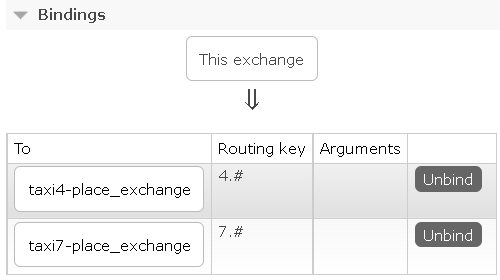 Bindings
This exchange
⇓
To Routing key Arguments
taxi4-place_exchange 4.# Unbind
taxi7-place_exchange 7.# Unbind